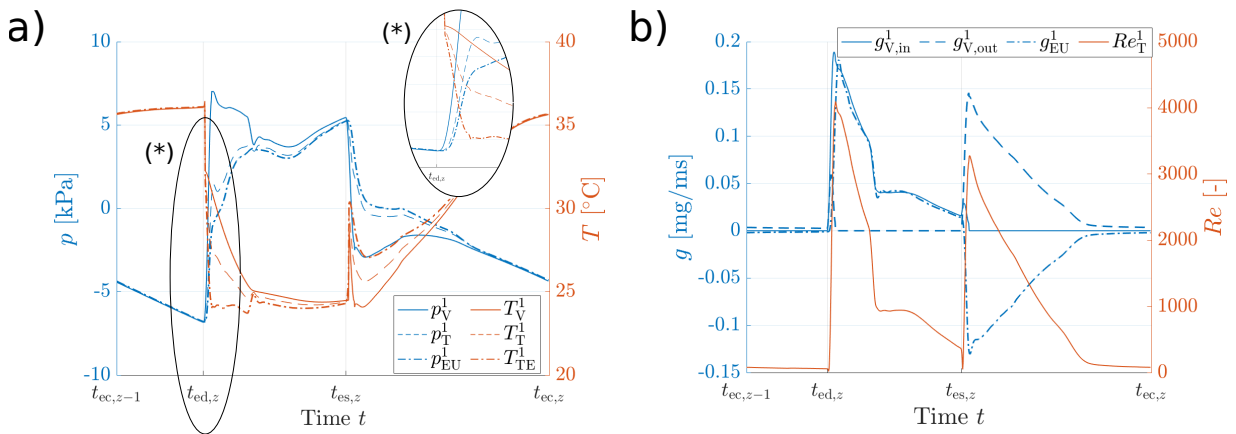 a)
(*)
(*)
10
5
0
-5
-10
p [kPa]
40
35
30
25
20
T [°C]
t_ed,z
p^1_V T^1_V
p^1_T T^1_T
p^1_EU T^1_TE
t_ec,z−1 t_ed,z t_es,z t_ec,z
Time t
b)
g^1_V,in g^1_V,out g^1_EU Re^1_T
0.2
0.15
0.1
0.05
0
-0.05
-0.1
-0.15
g [mg/ms]
5000
4000
3000
2000
1000
0
Re [-]
t_ec,z−1 t_ed,z t_es,z t_ec,z
Time t